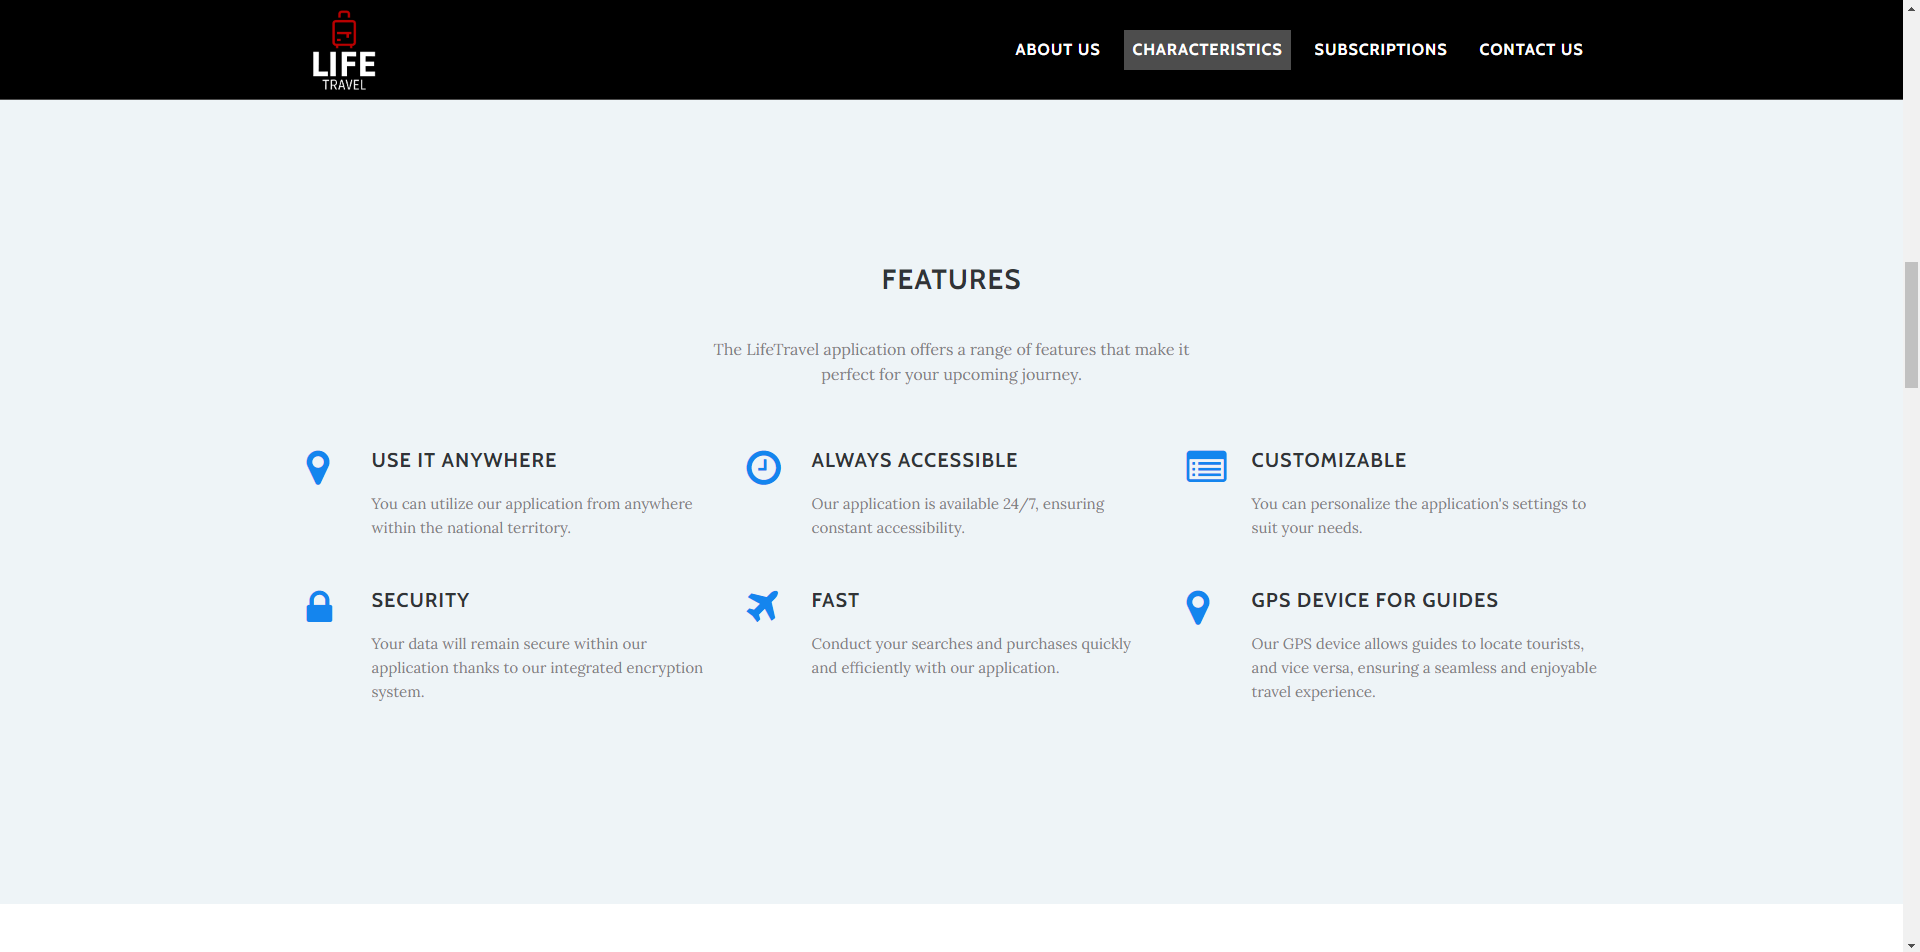 LIFE
TRAVEL
ABOUT US
CHARACTERISTICS
SUBSCRIPTIONS
CONTACT US
FEATURES
The LifeTravel application offers a range of features that make it
perfect for your upcoming journey.
USE IT ANYWHERE
You can utilize our application from anywhere
within the national territory.
ALWAYS ACCESSIBLE
Our application is available 24/7, ensuring
constant accessibility.
CUSTOMIZABLE
You can personalize the application's settings to
suit your needs.
SECURITY
Your data will remain secure within our
application thanks to our integrated encryption
system.
FAST
Conduct your searches and purchases quickly
and efficiently with our application.
GPS DEVICE FOR GUIDES
Our GPS device allows guides to locate tourists,
and vice versa, ensuring a seamless and enjoyable
travel experience.